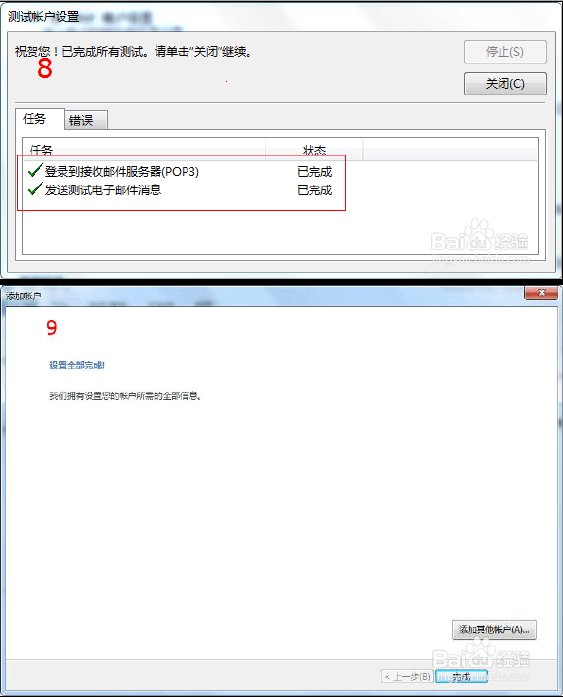 测试帐户设置
祝贺您！已完成所有测试。请单击“关闭”继续。
8
停止(S)
关闭(C)
任务 错误
任务 状态
登录到接收邮件服务器(POP3) 已完成
发送测试电子邮件消息 已完成
Baidu 经验
添加帐户
9
设置全部完成!
我们拥有设置您的帐户所需的全部信息。
添加其他帐户(A)...
Baidu 经验
< 上一步(B) 完成